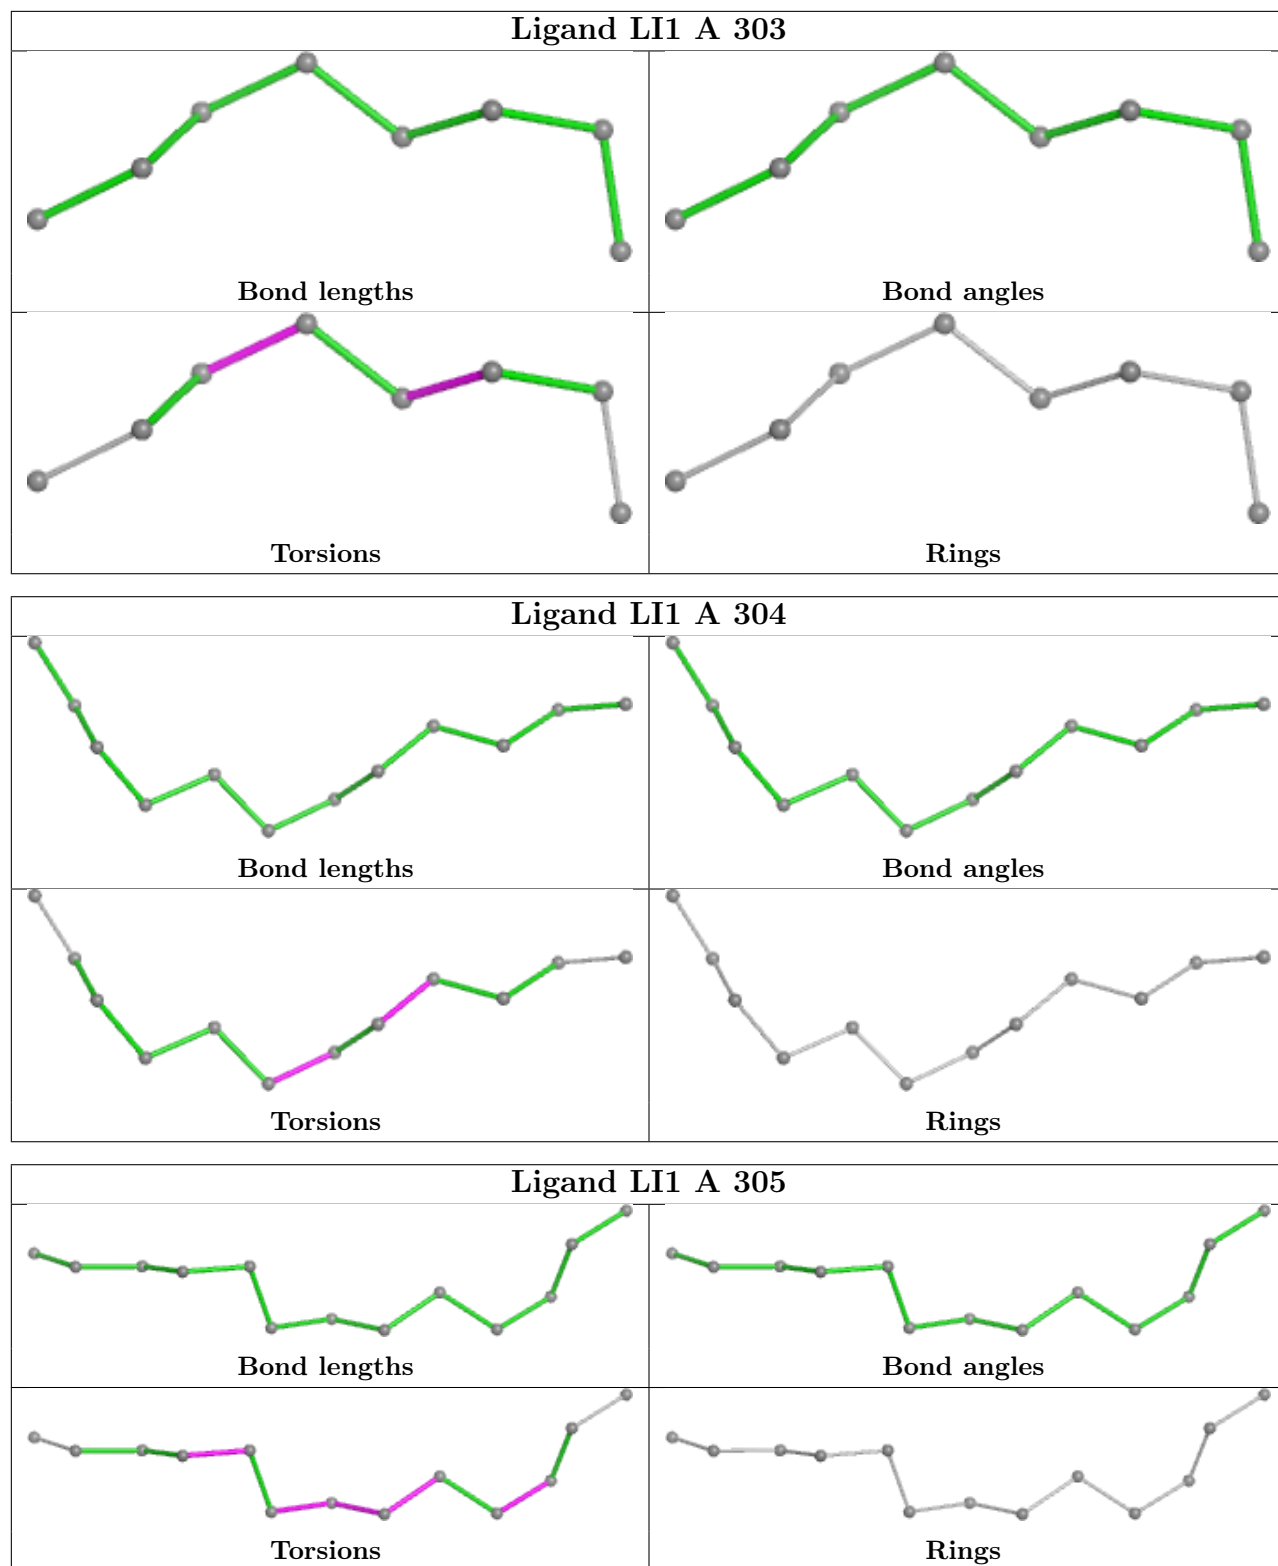 Ligand LI1 A 303
Bond lengths
Bond angles
Torsions
Rings
Ligand LI1 A 304
Bond lengths
Bond angles
Torsions
Rings
Ligand LI1 A 305
Bond lengths
Bond angles
Torsions
Rings